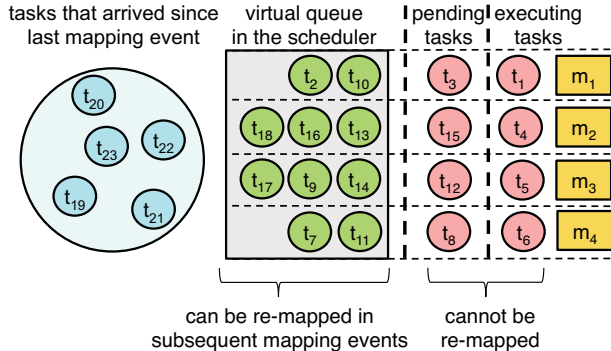 tasks that arrived since
last mapping event
virtual queue
in the scheduler
pending
tasks
executing
tasks
t20
t23
t22
t19
t21
t2 t10 t3 t1 m1
t18 t16 t13 t15 t4 m2
t17 t9 t14 t12 t5 m3
t7 t11 t8 t6 m4
can be re-mapped in
subsequent mapping events
cannot be
re-mapped